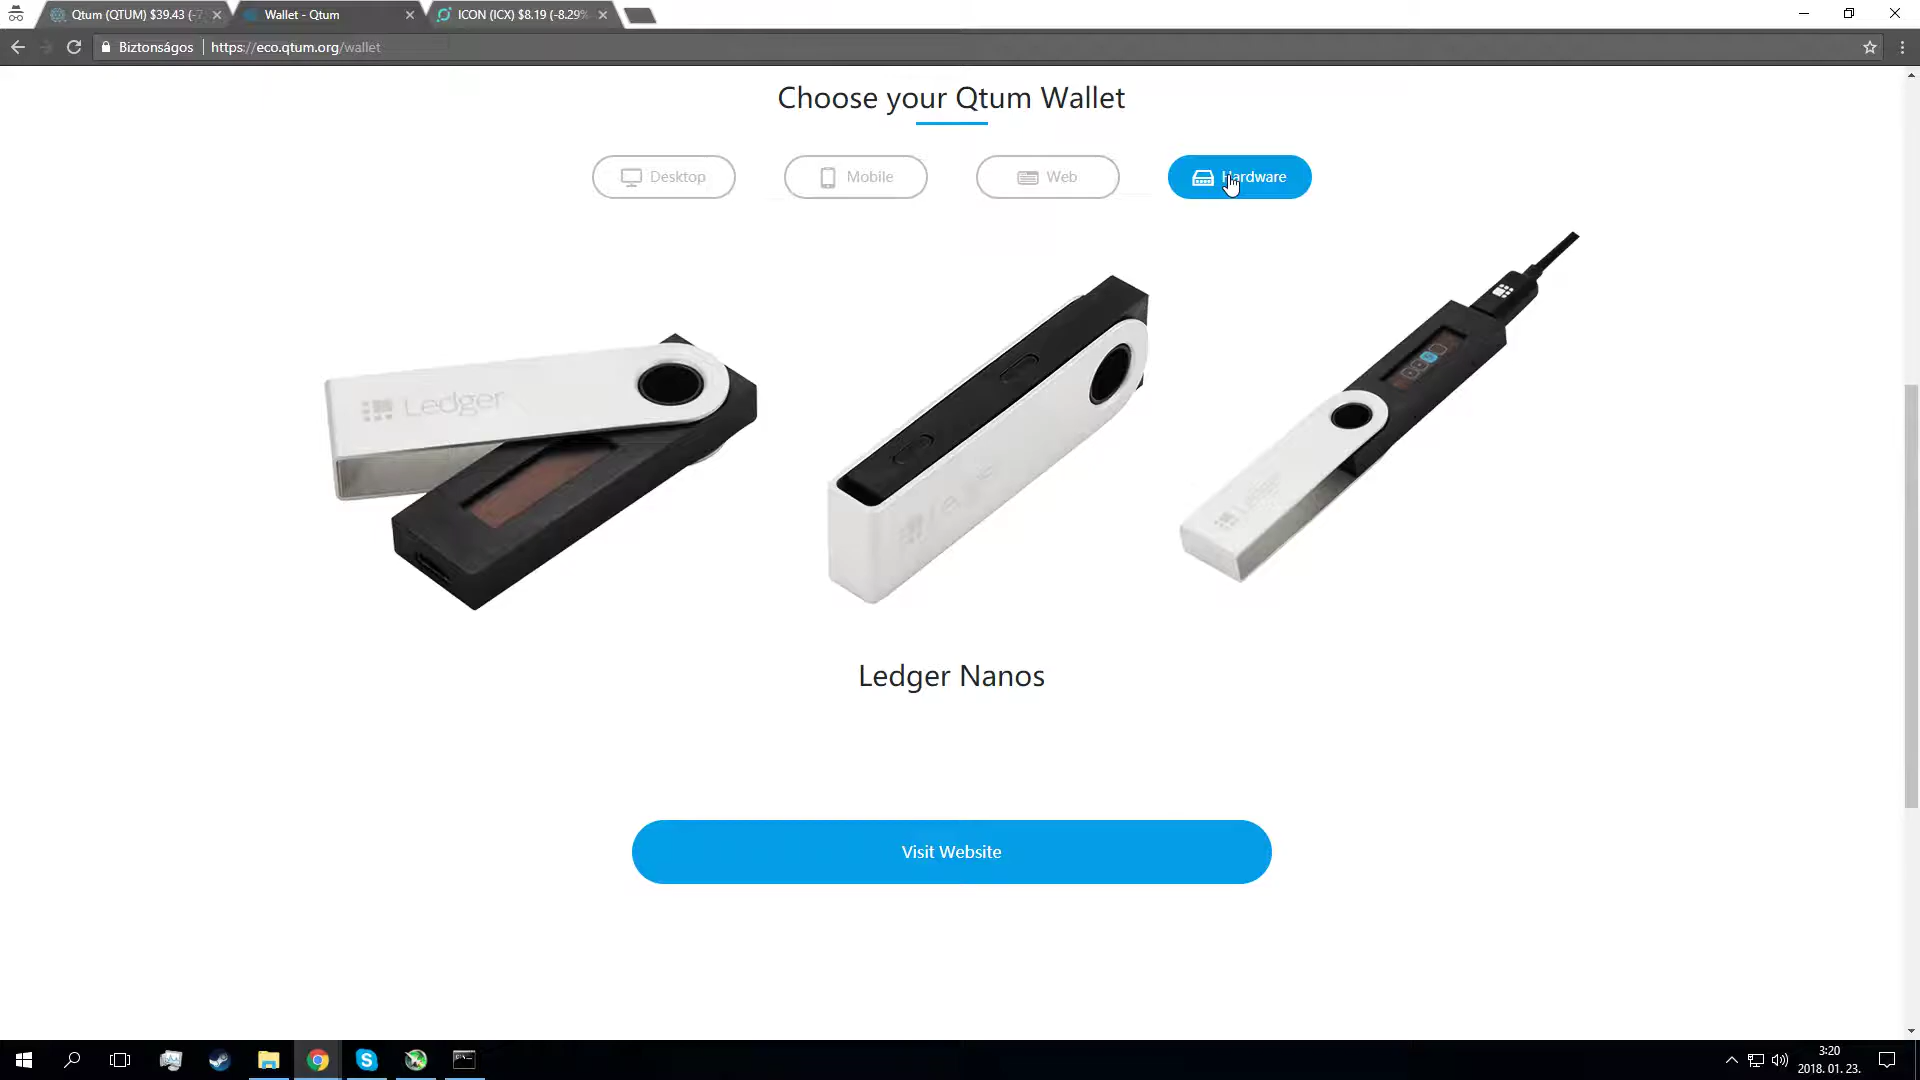 Qtum (QTUM) $39.43 (-7
Wallet - Qtum
ICON (ICX) $8.19 (-8.29%
Biztonságos
https://eco.qtum.org/wallet
Choose your Qtum Wallet
Desktop
Mobile
Web
Hardware
Ledger
Ledger Nanos
Visit Website
3:20
2018. 01. 23.